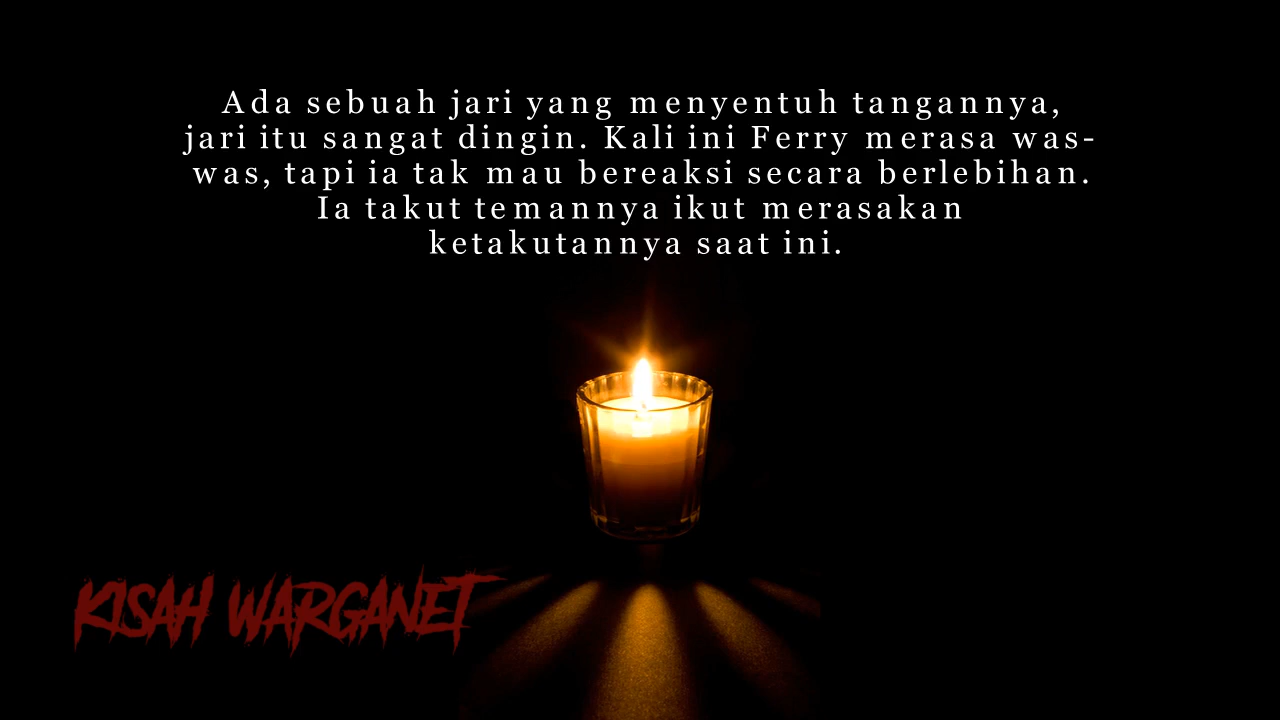 Ada sebuah jari yang menyentuh tangannya,
jari itu sangat dingin. Kali ini Ferry merasa was-
was, tapi ia tak mau bereaksi secara berlebihan.
Ia takut temannya ikut merasakan
ketakutannya saat ini.
KISAH WARGANET